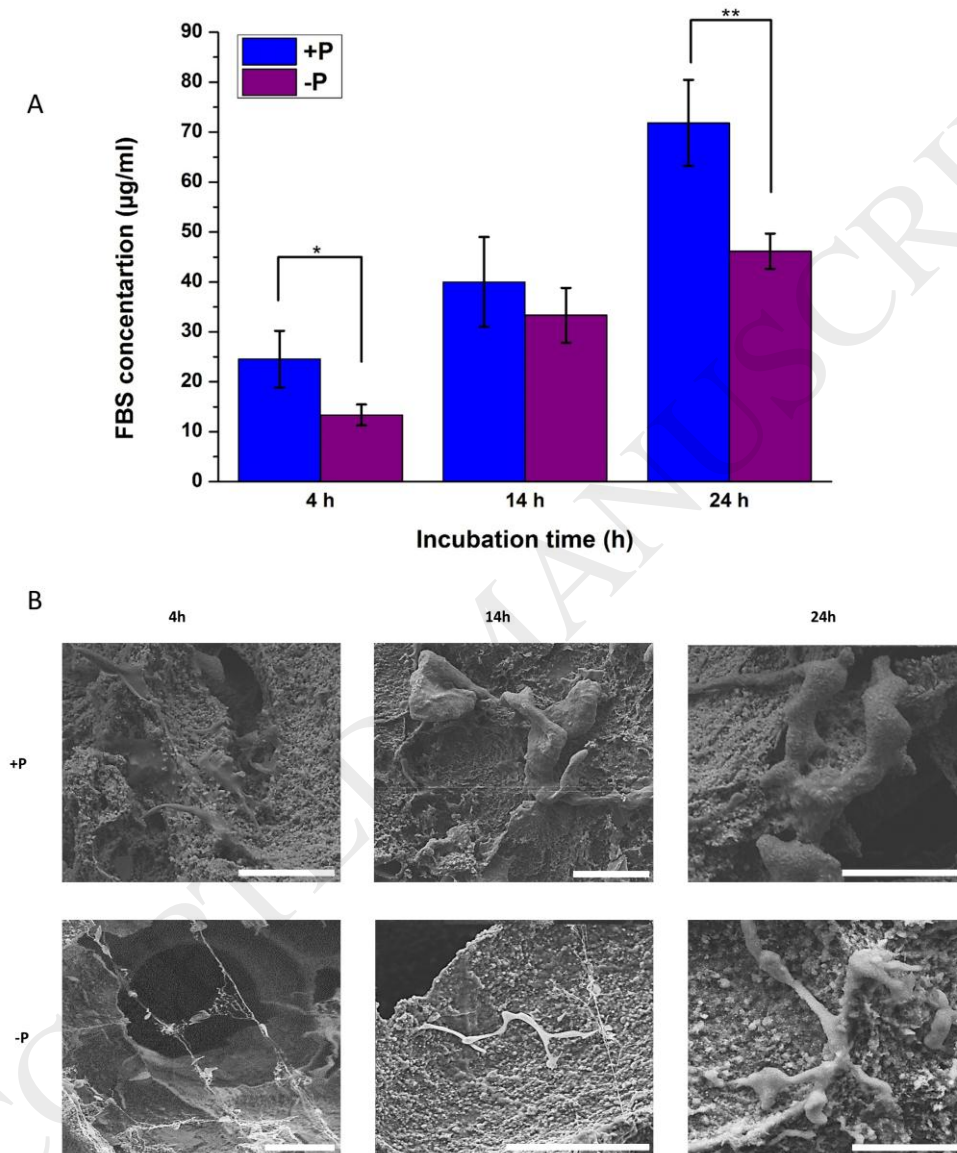 A
FBS concentartion (µg/ml)
90
80
70
60
50
40
30
20
10
0
+P
-P
*
**
4 h 14 h 24 h
Incubation time (h)
B
4h 14h 24h
+P
-P